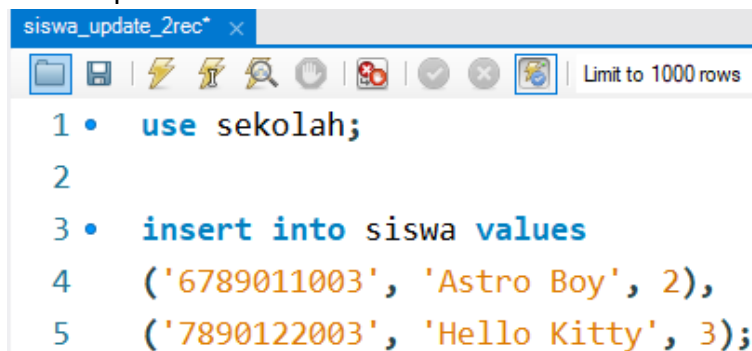 siswa_update_2rec*
Limit to 1000 rows
1 use sekolah;
2
3 insert into siswa values
4 ('6789011003', 'Astro Boy', 2),
5 ('7890122003', 'Hello Kitty', 3);